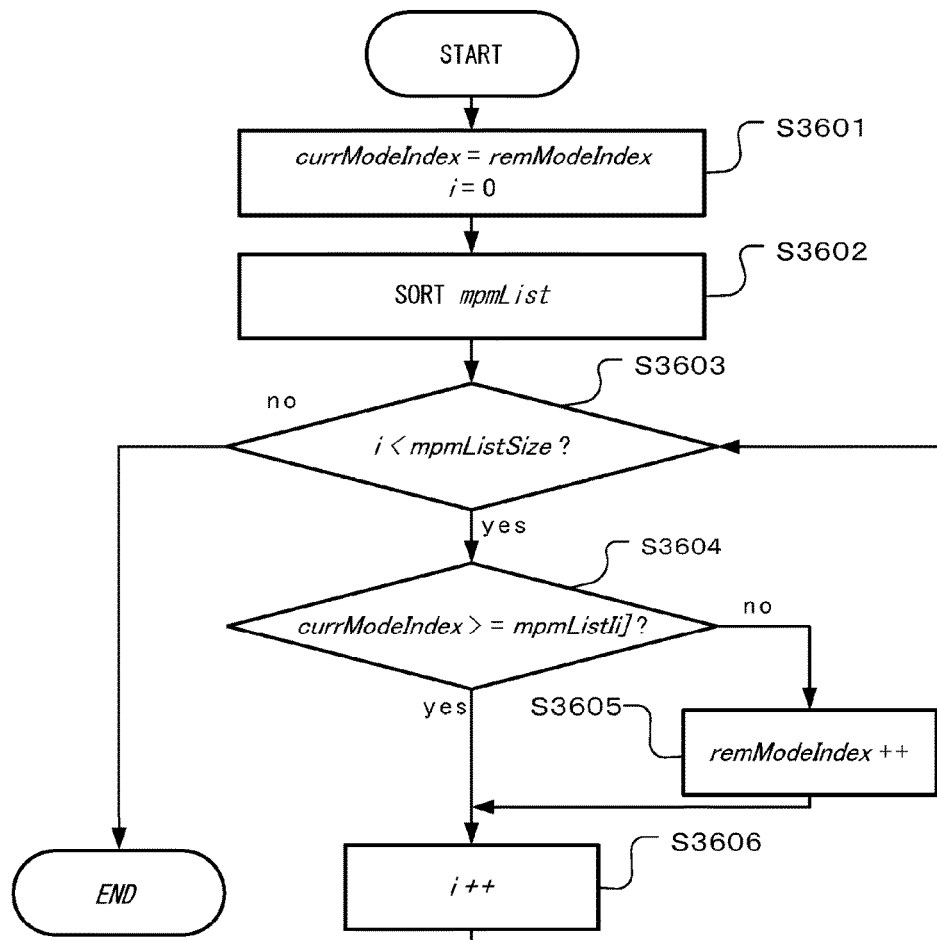 START
S3601
currModeIndex = remModeIndex
i = 0
S3602
SORT mpmList
S3603
no
i < mpmListSize ?
yes
S3604
no
currModeIndex > = mpmListIi] ?
yes
S3605
remModeIndex ++
S3606
i ++
END